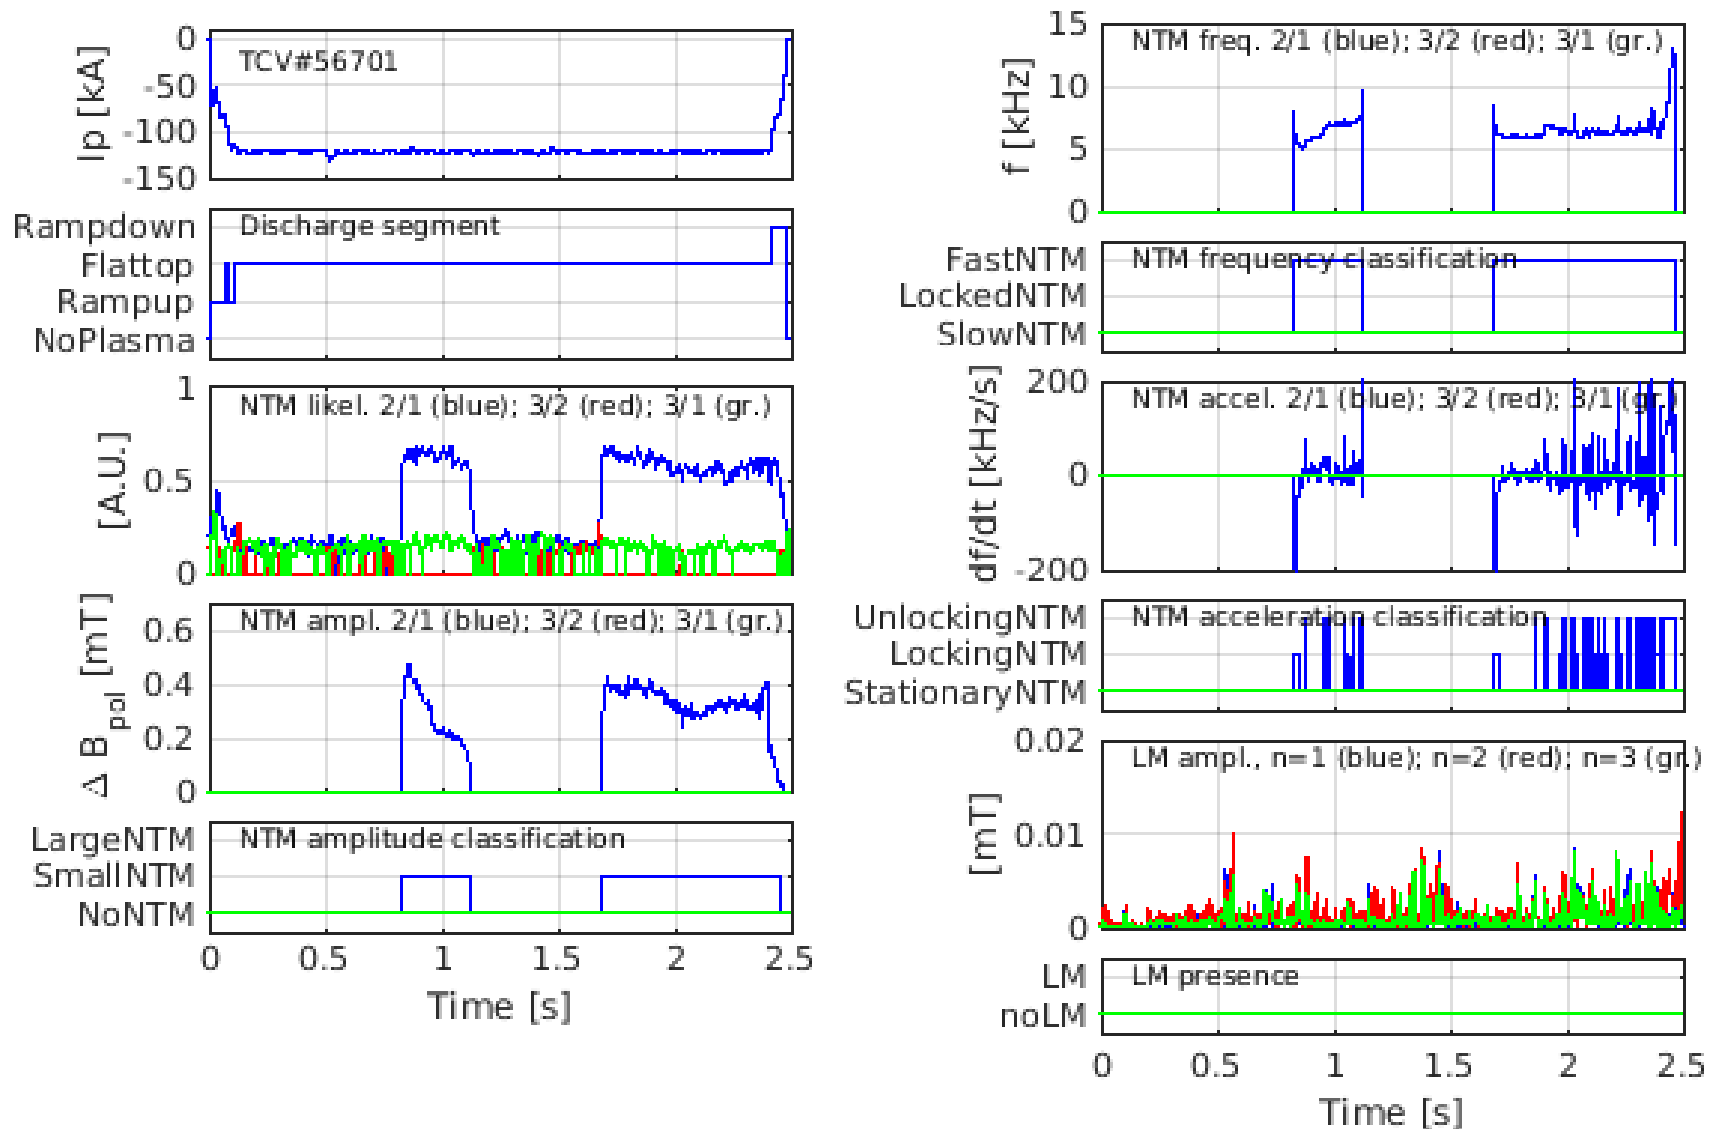 0
-50
-100
-150
Ip [kA]
TCV#56701
Rampdown
Flattop
Rampup
NoPlasma
Discharge segment
1
0.5
0
[A.U.]
NTM likel. 2/1 (blue); 3/2 (red); 3/1 (gr.)
0.6
0.4
0.2
0
Δ B pol [mT]
NTM ampl. 2/1 (blue); 3/2 (red); 3/1 (gr.)
LargeNTM
SmallNTM
NoNTM
NTM amplitude classification
0 0.5 1 1.5 2 2.5
Time [s]
15
10
5
0
f [kHz]
NTM freq. 2/1 (blue); 3/2 (red); 3/1 (gr.)
FastNTM
LockedNTM
SlowNTM
NTM frequency classification
200
0
-200
df/dt [kHz/s]
NTM accel. 2/1 (blue); 3/2 (red); 3/1 (gr.)
UnlockingNTM
LockingNTM
StationaryNTM
NTM acceleration classification
0.02
0.01
0
[mT]
LM ampl., n=1 (blue); n=2 (red); n=3 (gr.)
LM
noLM
LM presence
0 0.5 1 1.5 2 2.5
Time [s]